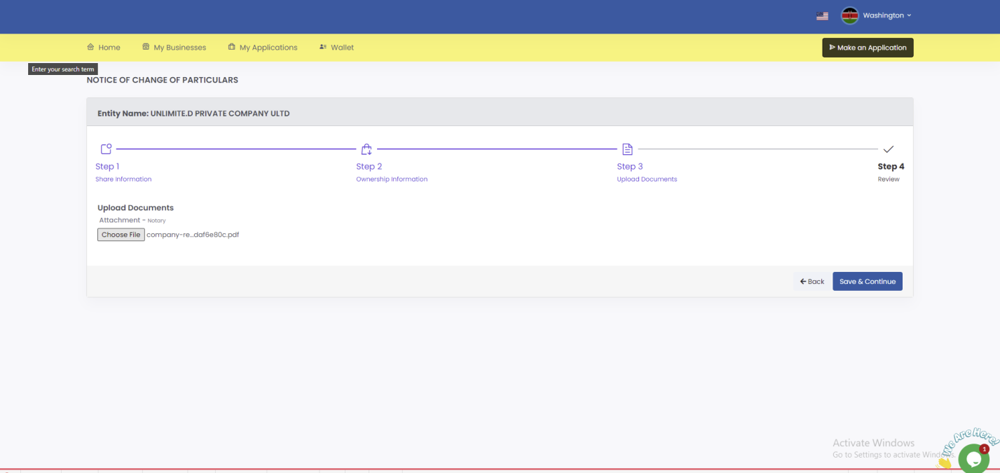 Washington
Home My Businesses My Applications Wallet Make an Application
Enter your search term
NOTICE OF CHANGE OF PARTICULARS
Entity Name: UNLIMITE.D PRIVATE COMPANY ULTD
Step 1 Step 2 Step 3 Step 4
Share Information Ownership Information Upload Documents Review
Upload Documents
Attachment - Notary
Choose File company-re...daf6e80c.pdf
Back Save & Continue
Activate Windows
Go to Settings to activate Windows.
We Are Here!
1